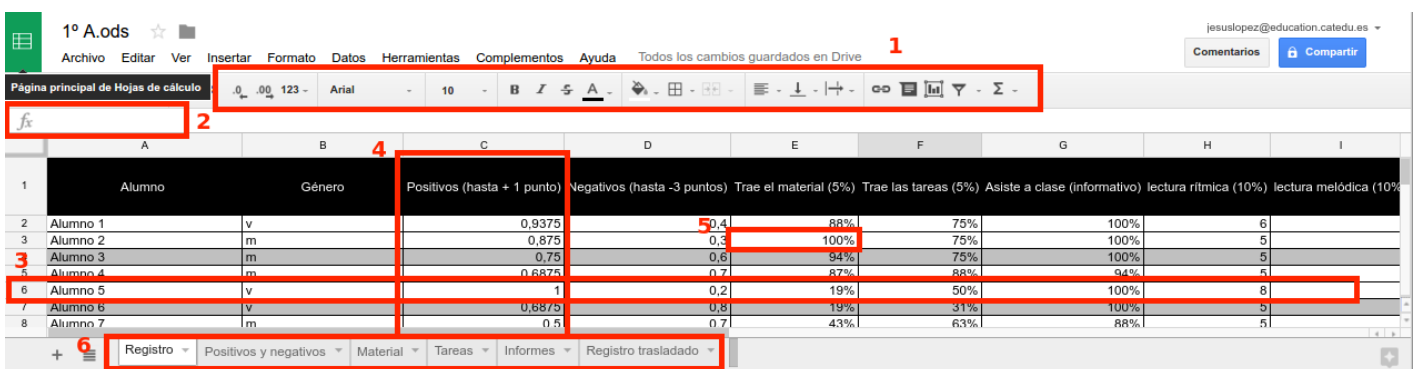 1º A.ods
jesuslopez@education.catedu.es
Archivo Editar Ver Insertar Formato Datos Herramientas Complementos Ayuda Todos los cambios guardados en Drive 1 Comentarios Compartir
Página principal de Hojas de cálculo .0 .00 123 Arial 10 B I S A Σ
fx 2
A B 4 C D E F G H I
1 Alumno Género Positivos (hasta + 1 punto) Negativos (hasta -3 puntos) Trae el material (5%) Trae las tareas (5%) Asiste a clase (informativo) lectura rítmica (10%) lectura melódica (10%
2 Alumno 1 v 0,9375 5 0,4 88% 75% 100% 6
3 Alumno 2 m 0,875 0,3 100% 75% 100% 5
3 Alumno 3 m 0,75 0,6 94% 75% 100% 5
5 Alumno 4 m 0,6875 0,7 87% 88% 94% 5
6 Alumno 5 v 1 0,2 19% 50% 100% 8
7 Alumno 6 v 0,6875 0,8 19% 31% 100% 5
8 Alumno 7 m 0,5 0,7 43% 63% 88% 5
6 Registro Positivos y negativos Material Tareas Informes Registro trasladado